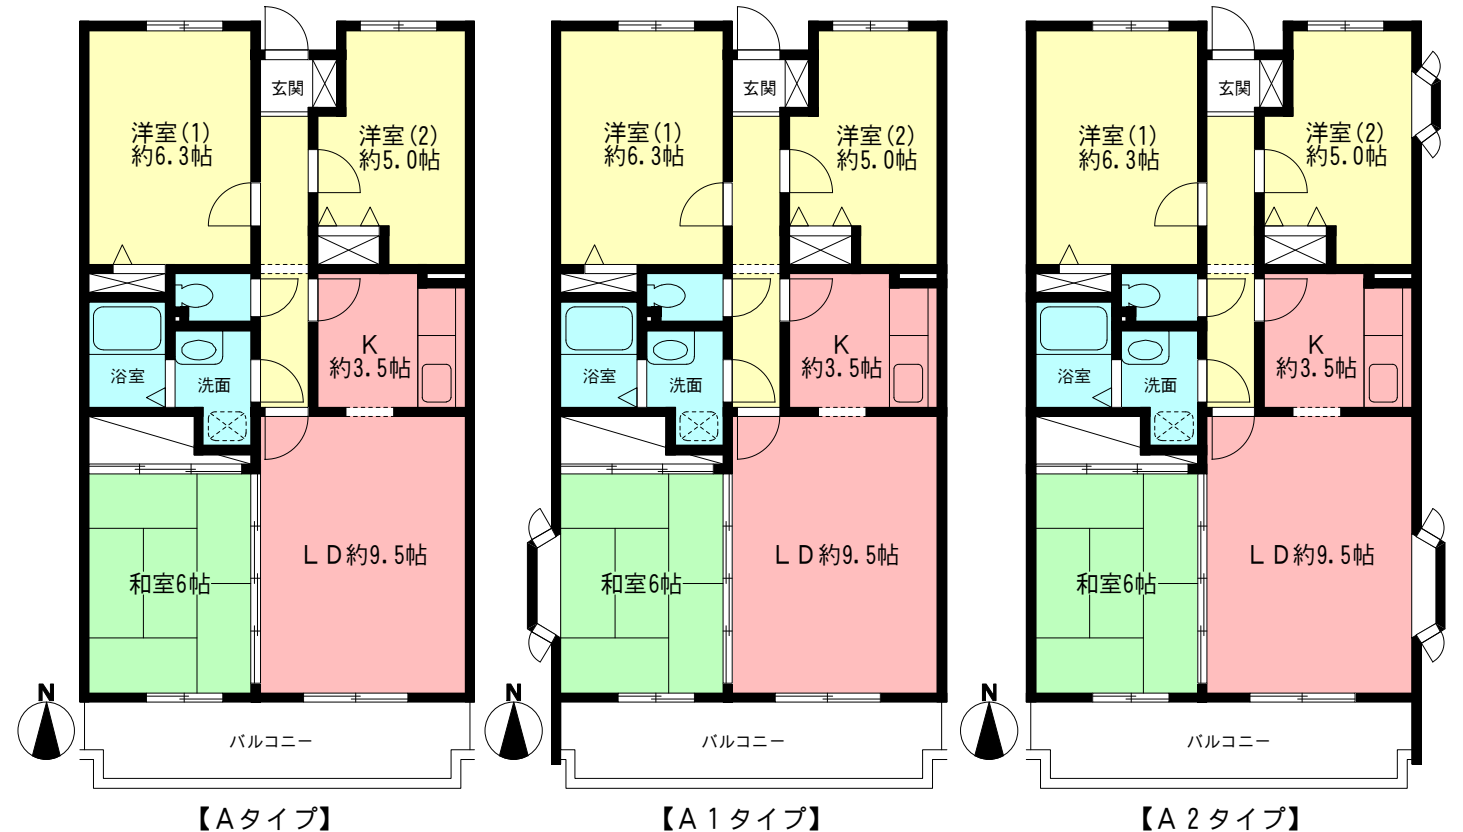 玄関
洋室(1)
約6.3帖
洋室(2)
約5.0帖
K
約3.5帖
浴室
洗面
LD約9.5帖
和室6帖
N
バルコニー
【Aタイプ】
玄関
洋室(1)
約6.3帖
洋室(2)
約5.0帖
K
約3.5帖
浴室
洗面
LD約9.5帖
和室6帖
N
バルコニー
【A1タイプ】
玄関
洋室(1)
約6.3帖
洋室(2)
約5.0帖
K
約3.5帖
浴室
洗面
LD約9.5帖
和室6帖
N
バルコニー
【A2タイプ】